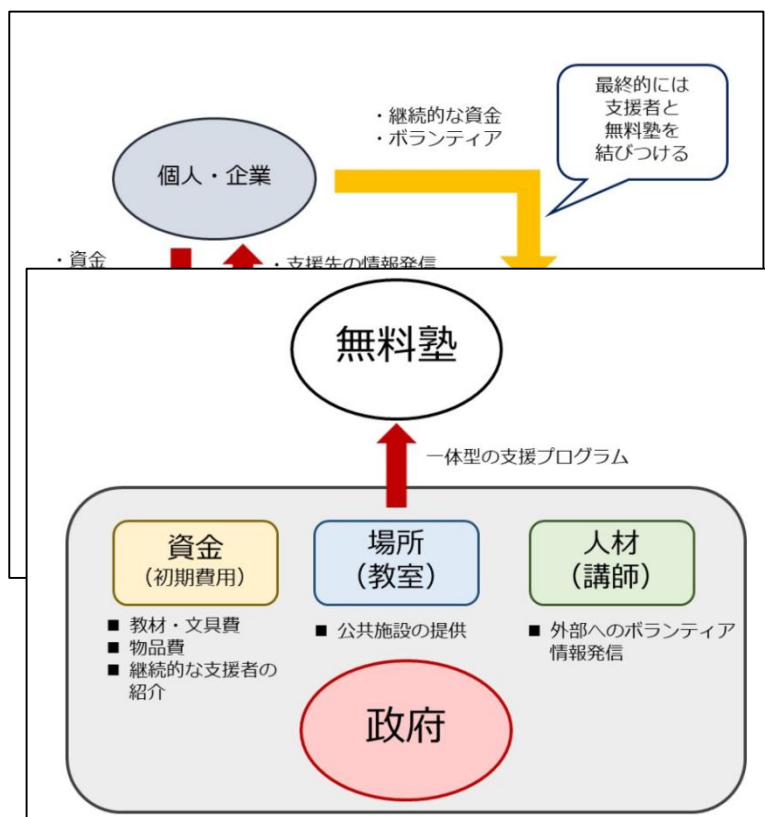 ・継続的な資金
・ボランティア
最終的には
支援者と
無料塾を
結びつける
個人・企業
・資金
・支援先の情報発信
無料塾
一体型の支援プログラム
資金
（初期費用）
場所
（教室）
人材
（講師）
■ 教材・文具費
■ 物品費
■ 継続的な支援者の
紹介
■ 公共施設の提供
■ 外部へのボランティア
情報発信
政府